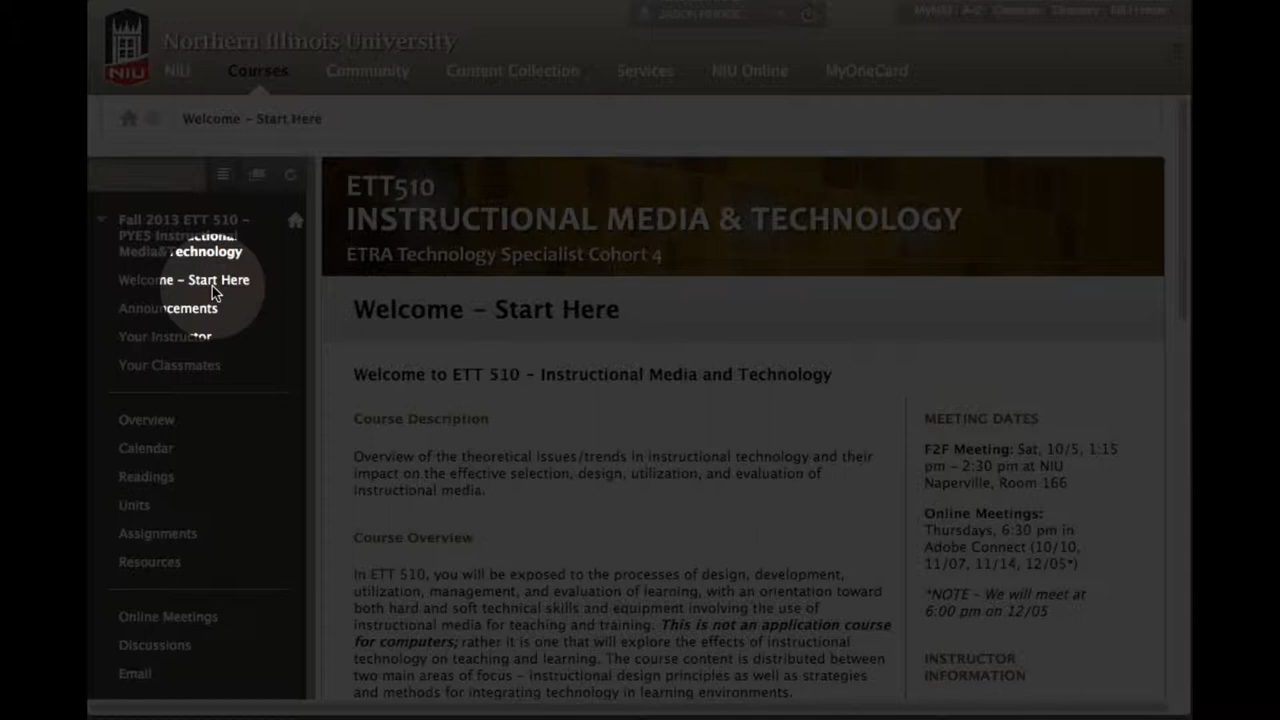 Northern Illinois University
NIU
NIU Courses Community Content Collection Services NIU Online MyOneCard
Welcome - Start Here
Fall 2013 ETT 510 -
PYE5 Instructional
Media&Technology
Welcome - Start Here
Announcements
Your Instructor
Your Classmates
Overview
Calendar
Readings
Units
Assignments
Resources
Online Meetings
Discussions
Email
ETT510
INSTRUCTIONAL MEDIA & TECHNOLOGY
ETRA Technology Specialist Cohort 4
Welcome - Start Here
Welcome to ETT 510 - Instructional Media and Technology
Course Description
Overview of the theoretical issues/trends in instructional technology and their
impact on the effective selection, design, utilization, and evaluation of
instructional media.
Course Overview
In ETT 510, you will be exposed to the processes of design, development,
utilization, management, and evaluation of learning, with an orientation toward
both hard and soft technical skills and equipment involving the use of
instructional media for teaching and training. This is not an application course
for computers; rather it is one that will explore the effects of instructional
technology on teaching and learning. The course content is distributed between
two main areas of focus - instructional design principles as well as strategies
and methods for integrating technology in learning environments.
MEETING DATES
F2F Meeting: Sat, 10/5, 1:15
pm - 2:30 pm at NIU
Naperville, Room 166
Online Meetings:
Thursdays, 6:30 pm in
Adobe Connect (10/10,
11/07, 11/14, 12/05*)
*NOTE - We will meet at
6:00 pm on 12/05
INSTRUCTOR
INFORMATION